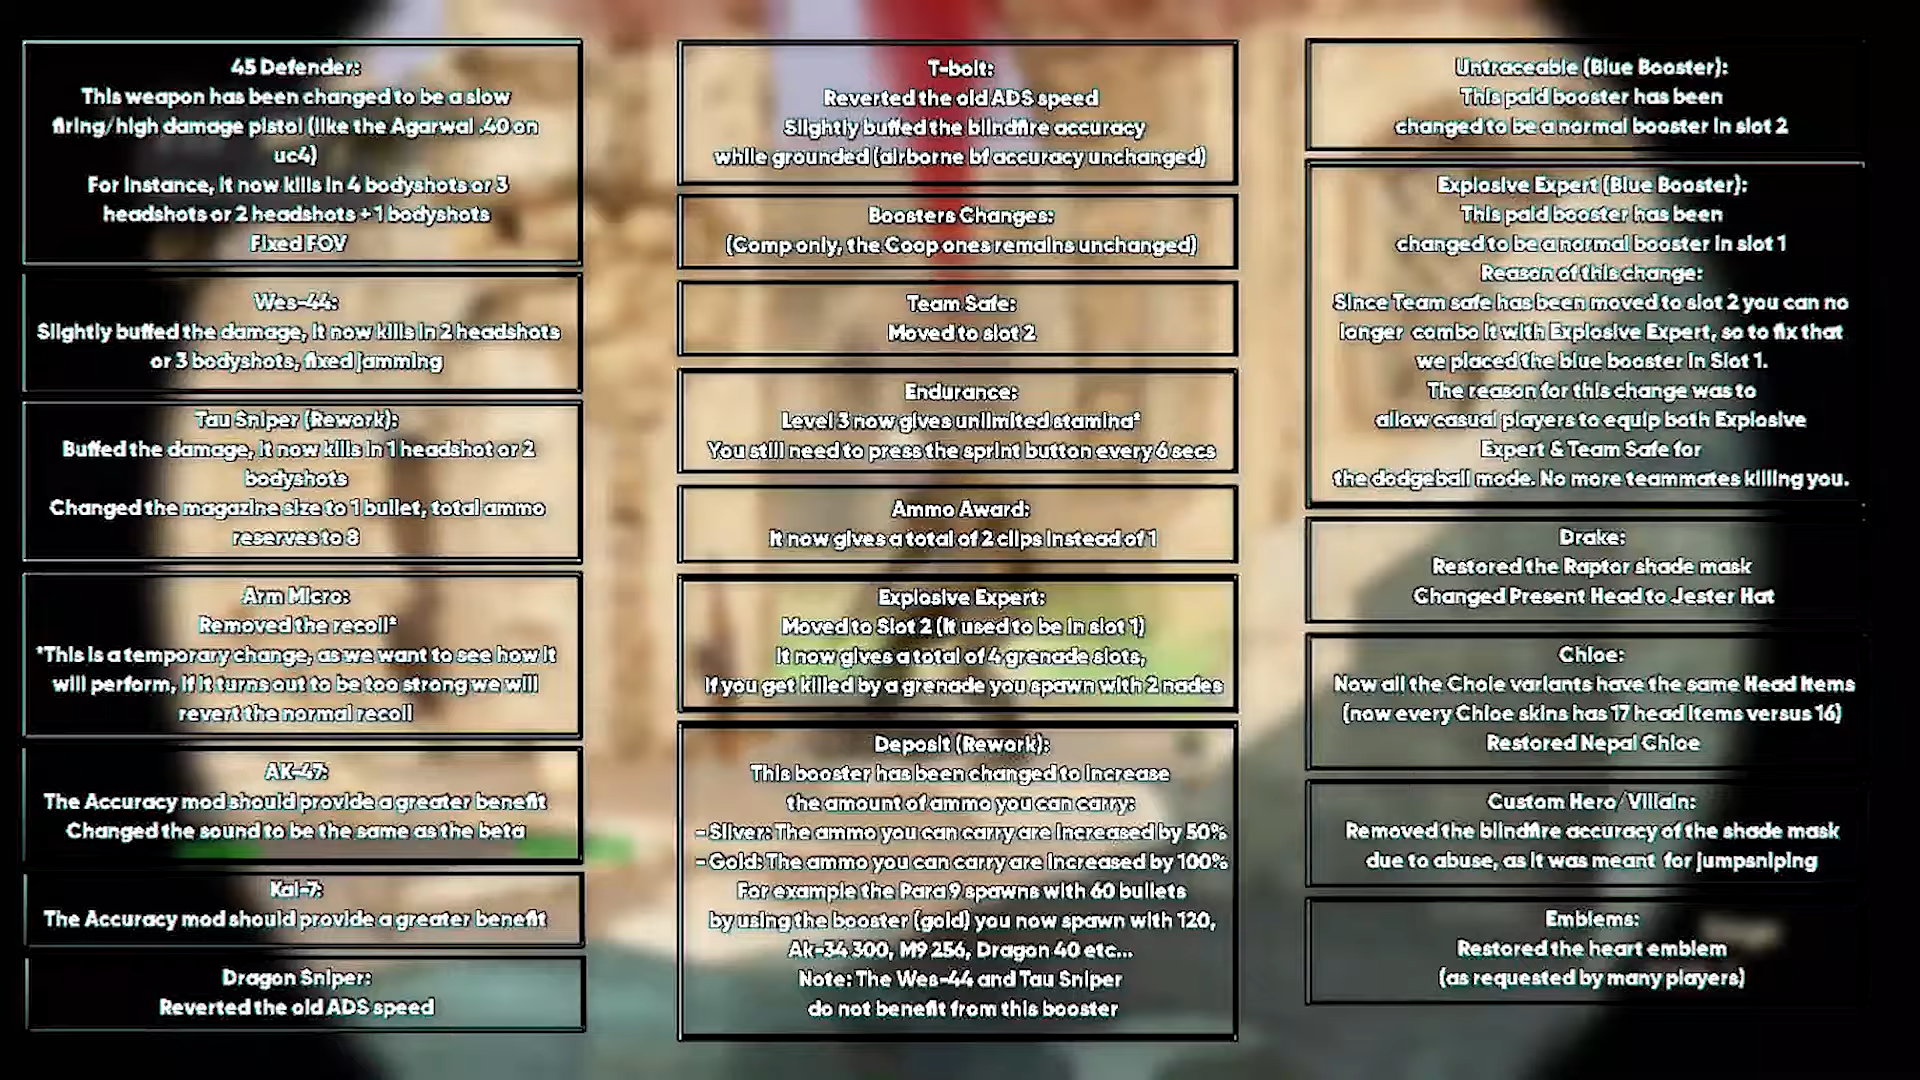 45 Defender:
This weapon has been changed to be a slow
firing/high damage pistol (like the Agarwal .40 on
uc4)
For instance, it now kills in 4 bodyshots or 3
headshots or 2 headshots + 1 bodyshots
Fixed FOV
Wes-44:
Slightly buffed the damage, it now kills in 2 headshots
or 3 bodyshots, fixed jamming
Tau Sniper (Rework):
Buffed the damage, it now kills in 1 headshot or 2
bodyshots
Changed the magazine size to 1 bullet, total ammo
reserves to 8
Arm Micro:
Removed the recoil*
*This is a temporary change, as we want to see how it
will perform, if it turns out to be too strong we will
revert the normal recoil
AK-47:
The Accuracy mod should provide a greater benefit
Changed the sound to be the same as the beta
Kal-7:
The Accuracy mod should provide a greater benefit
Dragon Sniper:
Reverted the old ADS speed
T-bolt:
Reverted the old ADS speed
Slightly buffed the blindfire accuracy
while grounded (airborne bf accuracy unchanged)
Boosters Changes:
(Comp only, the Coop ones remains unchanged)
Team Safe:
Moved to slot 2
Endurance:
Level 3 now gives unlimited stamina*
You still need to press the sprint button every 6 secs
Ammo Award:
It now gives a total of 2 clips instead of 1
Explosive Expert:
Moved to Slot 2 (it used to be in slot 1)
It now gives a total of 4 grenade slots,
If you get killed by a grenade you spawn with 2 nades
Deposit (Rework):
This booster has been changed to increase
the amount of ammo you can carry:
- Silver: The ammo you can carry are increased by 50%
- Gold: The ammo you can carry are increased by 100%
For example the Para 9 spawns with 60 bullets
by using the booster (gold) you now spawn with 120,
Ak-34 300, M9 256, Dragon 40 etc...
Note: The Wes-44 and Tau Sniper
do not benefit from this booster
Untraceable (Blue Booster):
This paid booster has been
changed to be a normal booster in slot 2
Explosive Expert (Blue Booster):
This paid booster has been
changed to be a normal booster in slot 1
Reason of this change:
Since Team safe has been moved to slot 2 you can no
longer combo it with Explosive Expert, so to fix that
we placed the blue booster in Slot 1.
The reason for this change was to
allow casual players to equip both Explosive
Expert & Team Safe for
the dodgeball mode. No more teammates killing you.
Drake:
Restored the Raptor shade mask
Changed Present Head to Jester Hat
Chloe:
Now all the Chole variants have the same Head Items
(now every Chloe skins has 17 head items versus 16)
Restored Nepal Chloe
Custom Hero/Villain:
Removed the blindfire accuracy of the shade mask
due to abuse, as it was meant for jumpsniping
Emblems:
Restored the heart emblem
(as requested by many players)